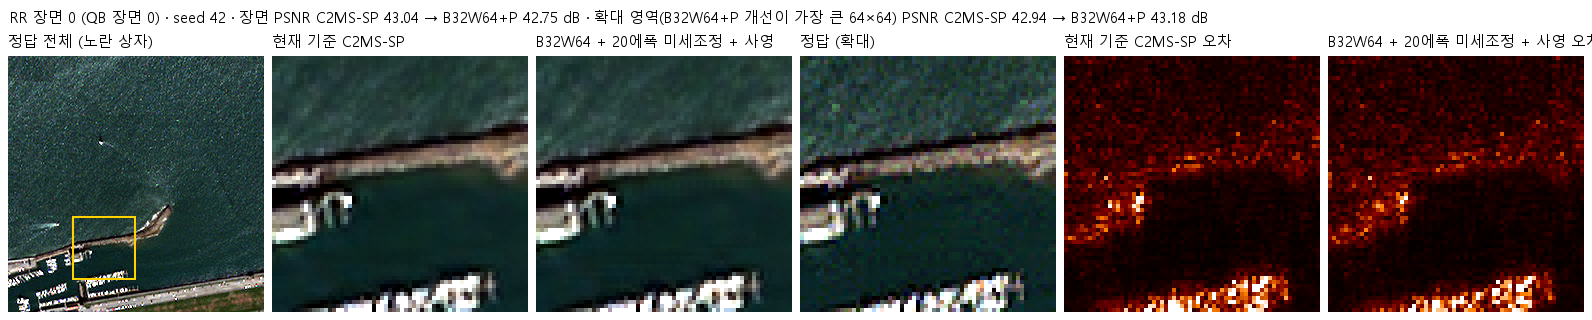 RR 장면 0 (QB 장면 0) · seed 42 · 장면 PSNR C2MS-SP 43.04 → B32W64+P 42.75 dB · 확대 영역(B32W64+P 개선이 가장 큰 64×64) PSNR C2MS-SP 42.94 → B32W64+P 43.18 dB
정답 전체 (노란 상자)
현재 기준 C2MS-SP
B32W64 + 20에폭 미세조정 + 사영
정답 (확대)
현재 기준 C2MS-SP 오차
B32W64 + 20에폭 미세조정 + 사영 오